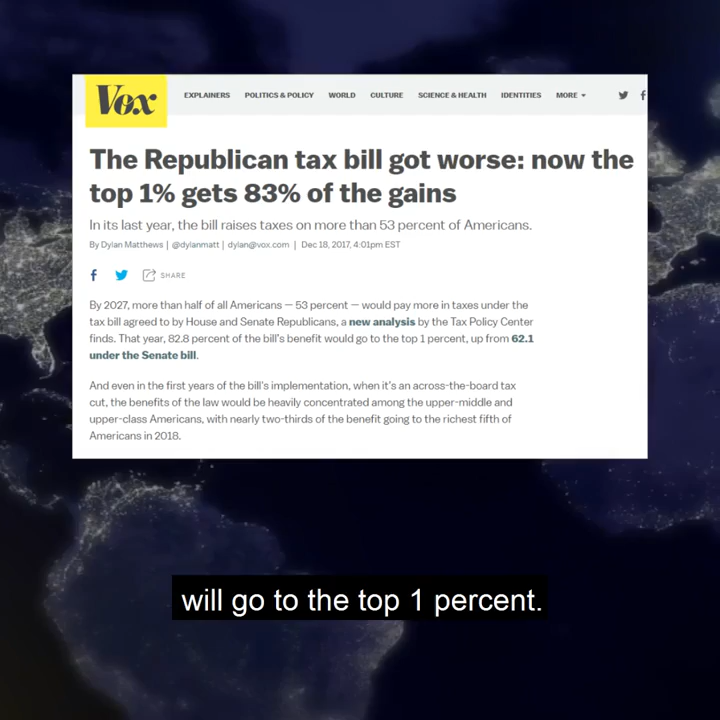 Vox
EXPLAINERS POLITICS & POLICY WORLD CULTURE SCIENCE & HEALTH IDENTITIES MORE
The Republican tax bill got worse: now the
top 1% gets 83% of the gains
In its last year, the bill raises taxes on more than 53 percent of Americans.
By Dylan Matthews | @dylanmatt | dylan@vox.com | Dec 18, 2017, 4:01pm EST
SHARE
By 2027, more than half of all Americans — 53 percent — would pay more in taxes under the
tax bill agreed to by House and Senate Republicans, a new analysis by the Tax Policy Center
finds. That year, 82.8 percent of the bill's benefit would go to the top 1 percent, up from 62.1
under the Senate bill.
And even in the first years of the bill's implementation, when it's an across-the-board tax
cut, the benefits of the law would be heavily concentrated among the upper-middle and
upper-class Americans, with nearly two-thirds of the benefit going to the richest fifth of
Americans in 2018.
will go to the top 1 percent.